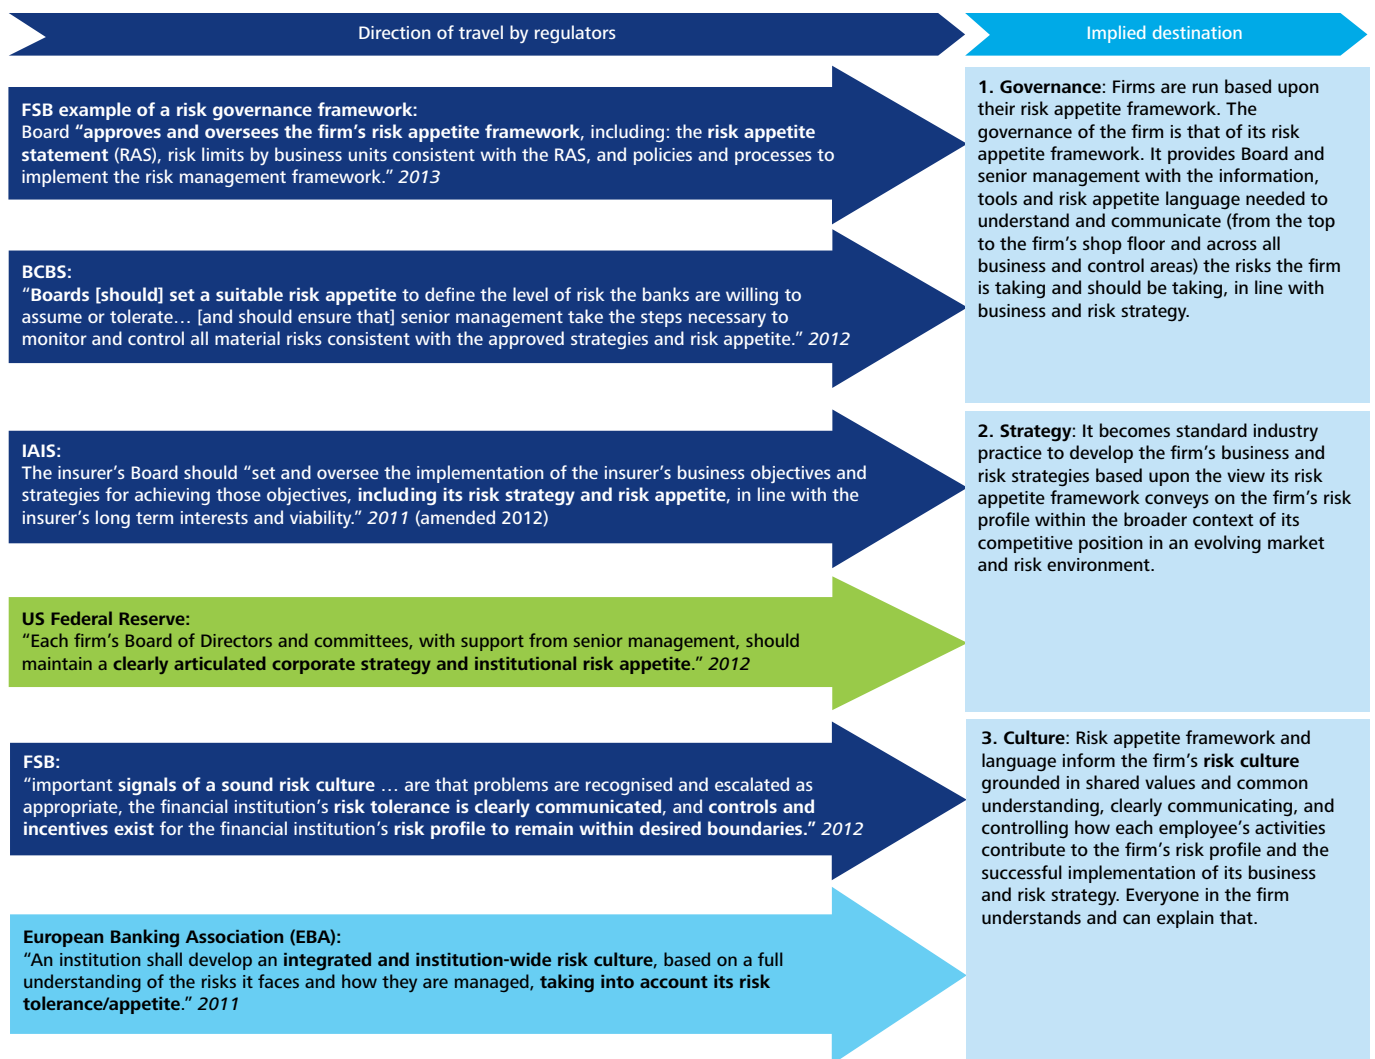 Direction of travel by regulators
Implied destination
FSB example of a risk governance framework:
Board “approves and oversees the firm’s risk appetite framework, including: the risk appetite
statement (RAS), risk limits by business units consistent with the RAS, and policies and processes to
implement the risk management framework.” 2013
BCBS:
“Boards [should] set a suitable risk appetite to define the level of risk the banks are willing to
assume or tolerate… [and should ensure that] senior management take the steps necessary to
monitor and control all material risks consistent with the approved strategies and risk appetite.” 2012
1. Governance: Firms are run based upon
their risk appetite framework. The
governance of the firm is that of its risk
appetite framework. It provides Board and
senior management with the information,
tools and risk appetite language needed to
understand and communicate (from the top
to the firm’s shop floor and across all
business and control areas) the risks the firm
is taking and should be taking, in line with
business and risk strategy.
IAIS:
The insurer’s Board should “set and oversee the implementation of the insurer’s business objectives and
strategies for achieving those objectives, including its risk strategy and risk appetite, in line with the
insurer’s long term interests and viability.” 2011 (amended 2012)
US Federal Reserve:
“Each firm’s Board of Directors and committees, with support from senior management, should
maintain a clearly articulated corporate strategy and institutional risk appetite.” 2012
2. Strategy: It becomes standard industry
practice to develop the firm’s business and
risk strategies based upon the view its risk
appetite framework conveys on the firm’s risk
profile within the broader context of its
competitive position in an evolving market
and risk environment.
FSB:
“important signals of a sound risk culture … are that problems are recognised and escalated as
appropriate, the financial institution’s risk tolerance is clearly communicated, and controls and
incentives exist for the financial institution’s risk profile to remain within desired boundaries.” 2012
European Banking Association (EBA):
“An institution shall develop an integrated and institution-wide risk culture, based on a full
understanding of the risks it faces and how they are managed, taking into account its risk
tolerance/appetite.” 2011
3. Culture: Risk appetite framework and
language inform the firm’s risk culture
grounded in shared values and common
understanding, clearly communicating, and
controlling how each employee’s activities
contribute to the firm’s risk profile and the
successful implementation of its business
and risk strategy. Everyone in the firm
understands and can explain that.